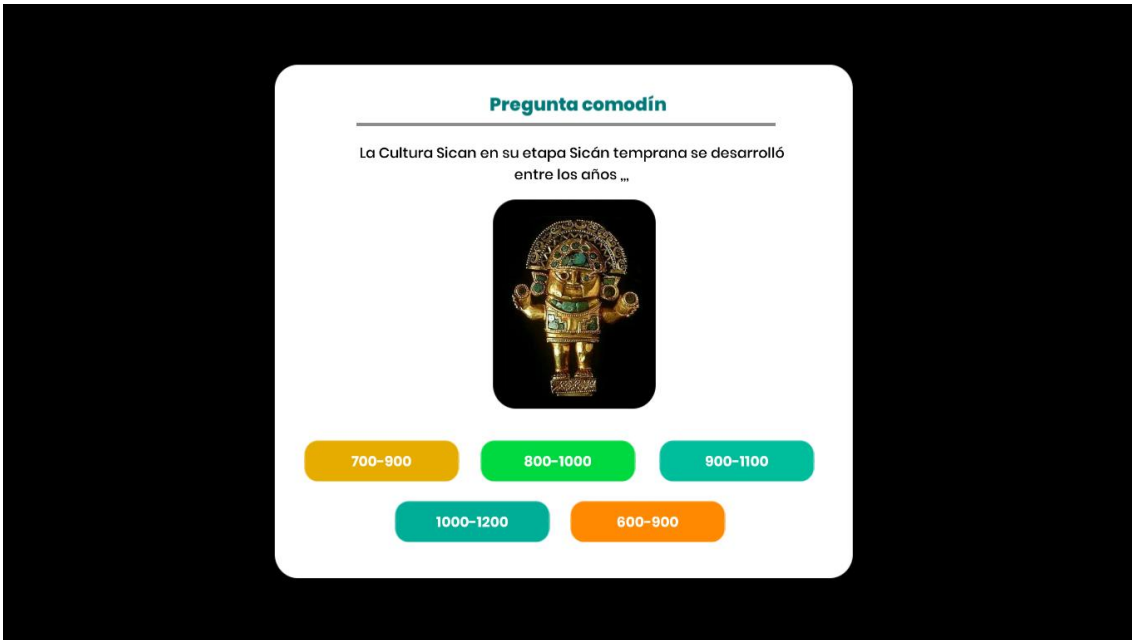 Pregunta comodín
La Cultura Sican en su etapa Sicán temprana se desarrolló
entre los años ,,,
700-900
800-1000
900-1100
1000-1200
600-900